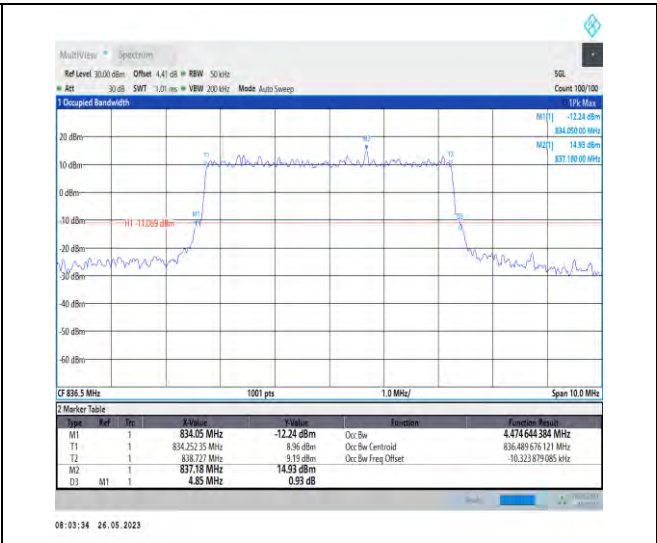 MultiView Spectrum
Ref Level 30.00 dBm Offset 4.41 dB RBW 50 kHz SGL
Att 30 dB SWT 1.01 ms VBW 200 kHz Mode Auto Sweep Count 100/100
1 Occupied Bandwidth 1Pk Max
M1[1] -12.24 dBm
834.050 00 MHz
M2[1] 14.93 dBm
837.180 00 MHz
20 dBm
M2
T1 T2
10 dBm
0 dBm
M1
-10 dBm
H1 -11.069 dBm
-20 dBm
-30 dBm
-40 dBm
-50 dBm
-60 dBm
CF 836.5 MHz 1001 pts 1.0 MHz/ Span 10.0 MHz
2 Marker Table
Type Ref Trc X-Value Y-Value Function Function Result
M1 1 834.05 MHz -12.24 dBm Occ Bw 4.474 644 384 MHz
T1 1 834.252 35 MHz 8.96 dBm Occ Bw Centroid 836.489 676 121 MHz
T2 1 838.727 MHz 9.19 dBm Occ Bw Freq Offset -10.323 879 085 kHz
M2 1 837.18 MHz 14.93 dBm
D3 M1 1 4.85 MHz 0.93 dB
08:03:34 26.05.2023